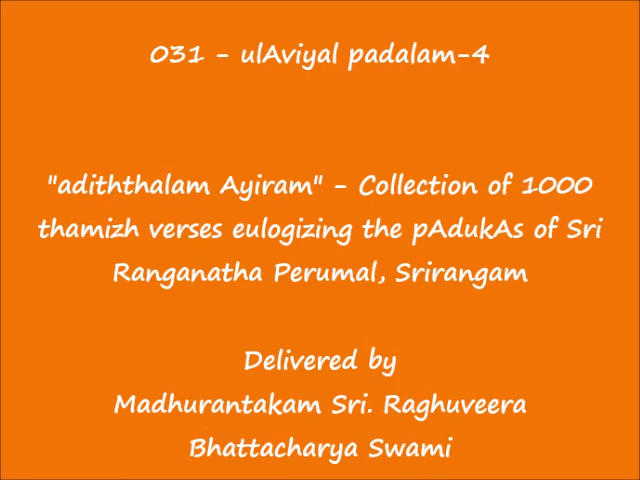 031 - ulAviyal padalam-4
"adiththalam Ayiram" - Collection of 1000
thamizh verses eulogizing the pAdukAs of Sri
Ranganatha Perumal, Srirangam
Delivered by
Madhurantakam Sri. Raghuveera
Bhattacharya Swami